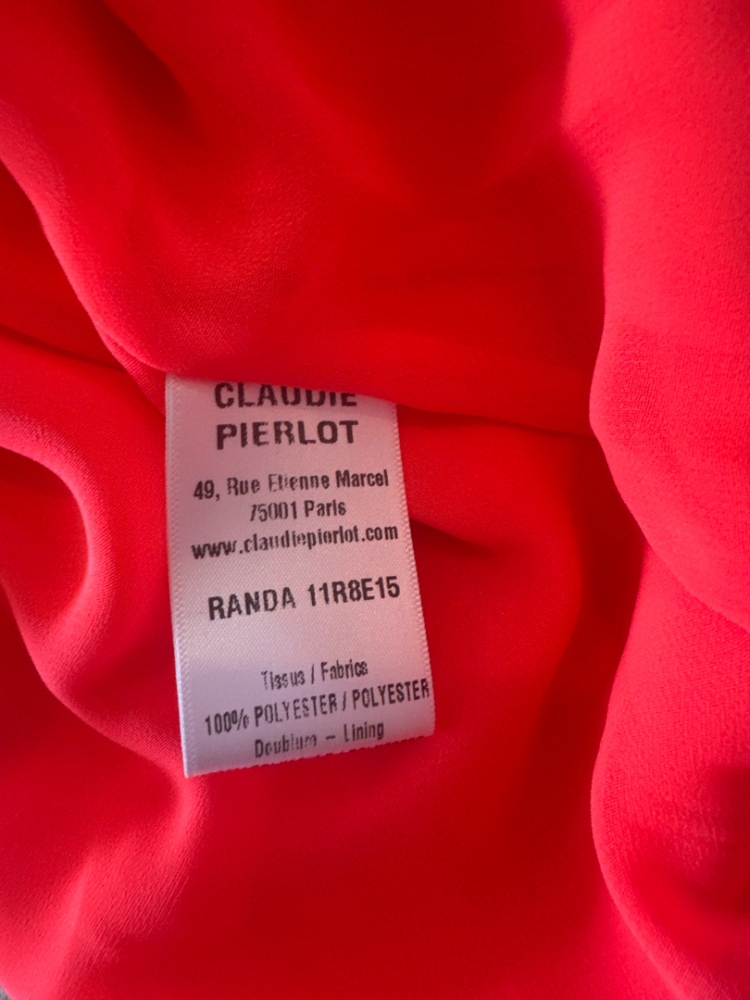 CLAUDIE
PIERLOT
49, Rue Etienne Marcel
75001 Paris
www.claudiepierlot.com
RANDA 11R8E15
Tissus / Fabrics
100% POLYESTER / POLYESTER
Doublure - Lining